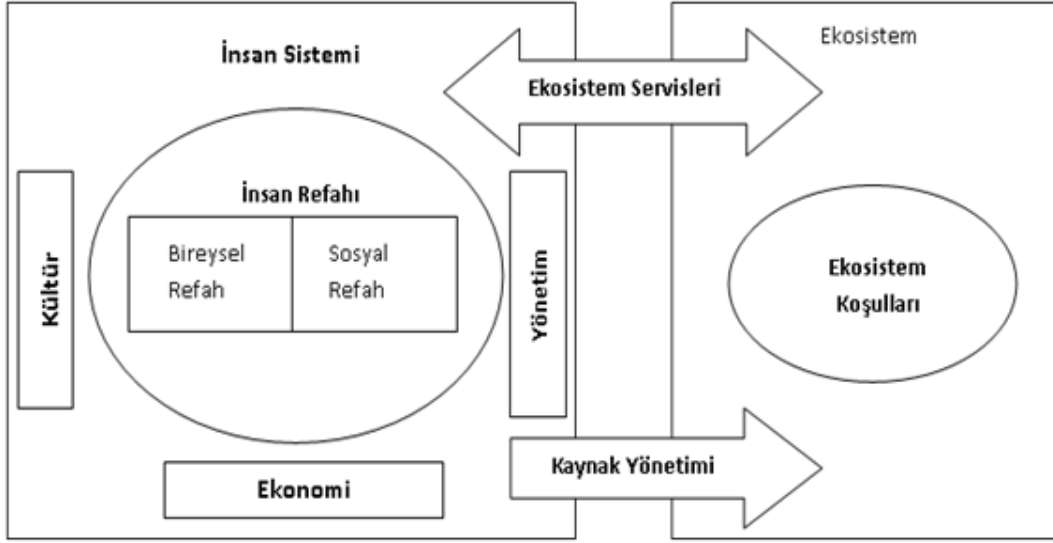 İnsan Sistemi
Ekosistem
Ekosistem Servisleri
İnsan Refahı
Bireysel
Refah
Sosyal
Refah
Kültür
Yönetim
Ekosistem
Koşulları
Ekonomi
Kaynak Yönetimi